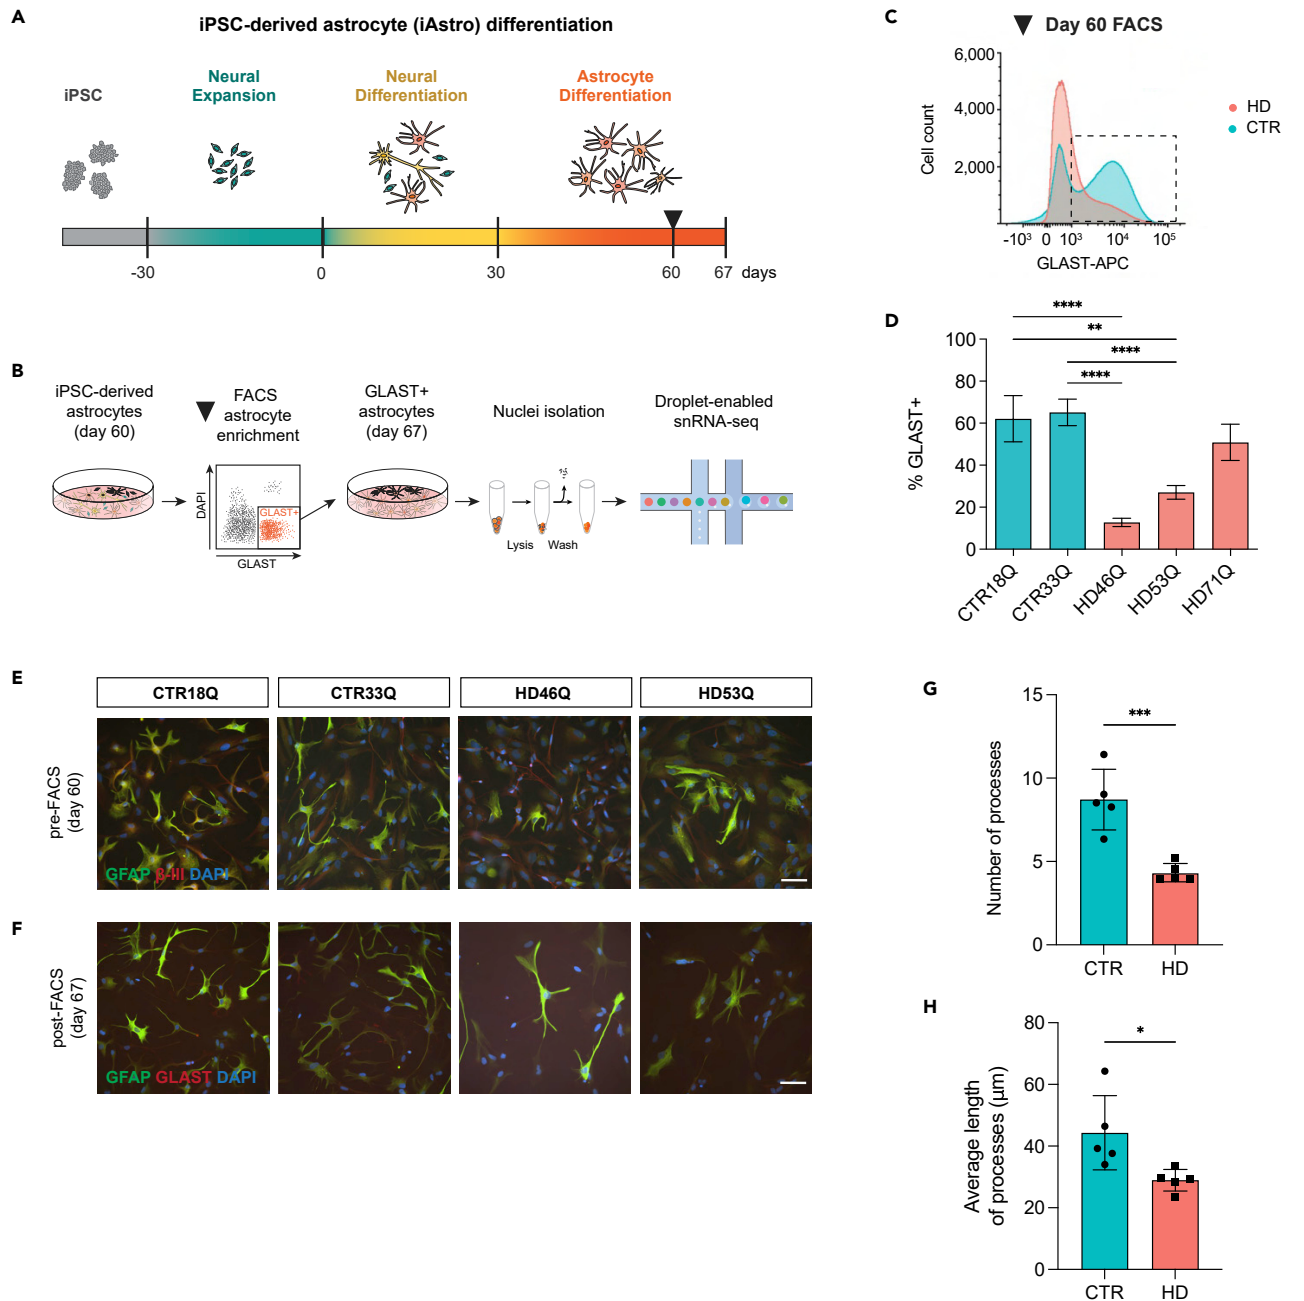 A
iPSC-derived astrocyte (iAstro) differentiation
iPSC
Neural
Expansion
Neural
Differentiation
Astrocyte
Differentiation
-30
0
30
60
67
days
B
iPSC-derived
astrocytes
(day 60)
FACS
astrocyte
enrichment
GLAST+
astrocytes
(day 67)
Nuclei isolation
Droplet-enabled
snRNA-seq
DAPI
GLAST+
GLAST
Lysis
Wash
C
Day 60 FACS
6,000
4,000
2,000
Cell count
-10³
0
10³
10⁴
10⁵
GLAST-APC
HD
CTR
D
****
**
****
****
100
80
60
40
20
0
% GLAST+
CTR18Q
CTR33Q
HD46Q
HD53Q
HD71Q
E
CTR18Q
CTR33Q
HD46Q
HD53Q
pre-FACS
(day 60)
GFAP β-III DAPI
F
post-FACS
(day 67)
GFAP GLAST DAPI
G
***
15
10
5
0
Number of processes
CTR
HD
H
*
80
60
40
20
0
Average length
of processes (μm)
CTR
HD